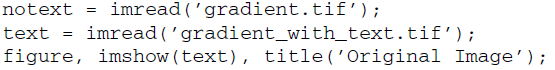 notext = imread('gradient.tif');
text = imread('gradient_with_text.tif');
figure, imshow(text), title('Original Image');